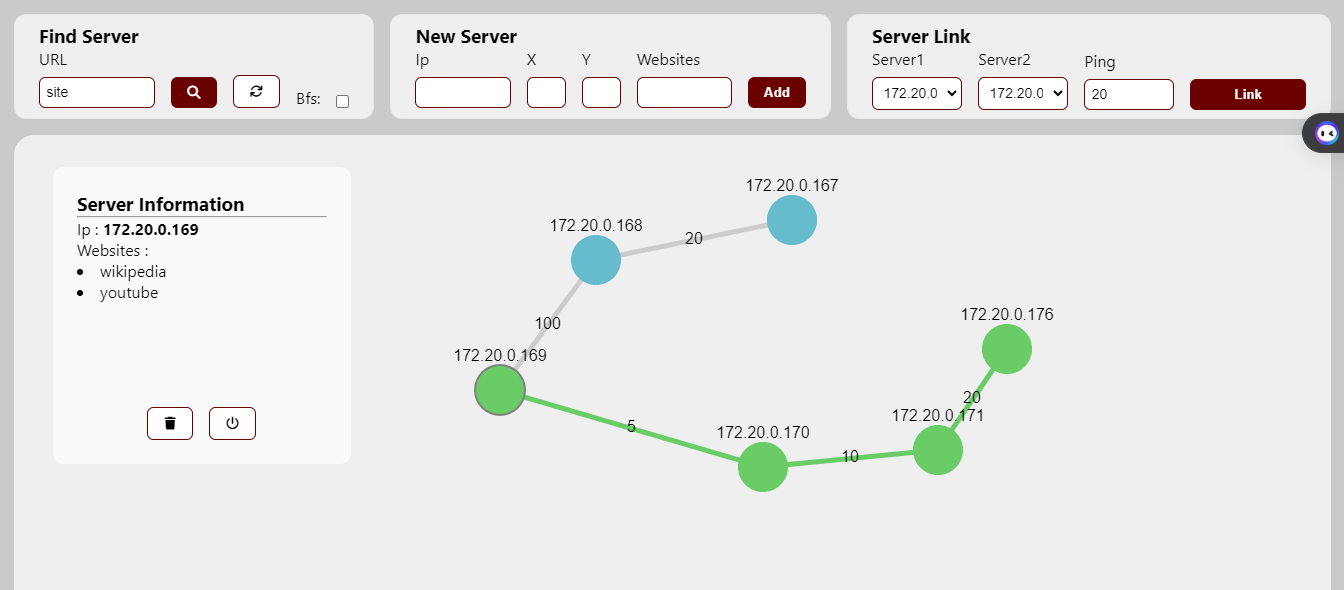 Find Server
URL
site
Bfs:
New Server
Ip
X
Y
Websites
Add
Server Link
Server1
Server2
Ping
172.20.0
172.20.0
20
Link
Server Information
Ip : 172.20.0.169
Websites :
wikipedia
youtube
172.20.0.167
172.20.0.168
20
100
172.20.0.169
172.20.0.176
20
172.20.0.171
5
172.20.0.170
10